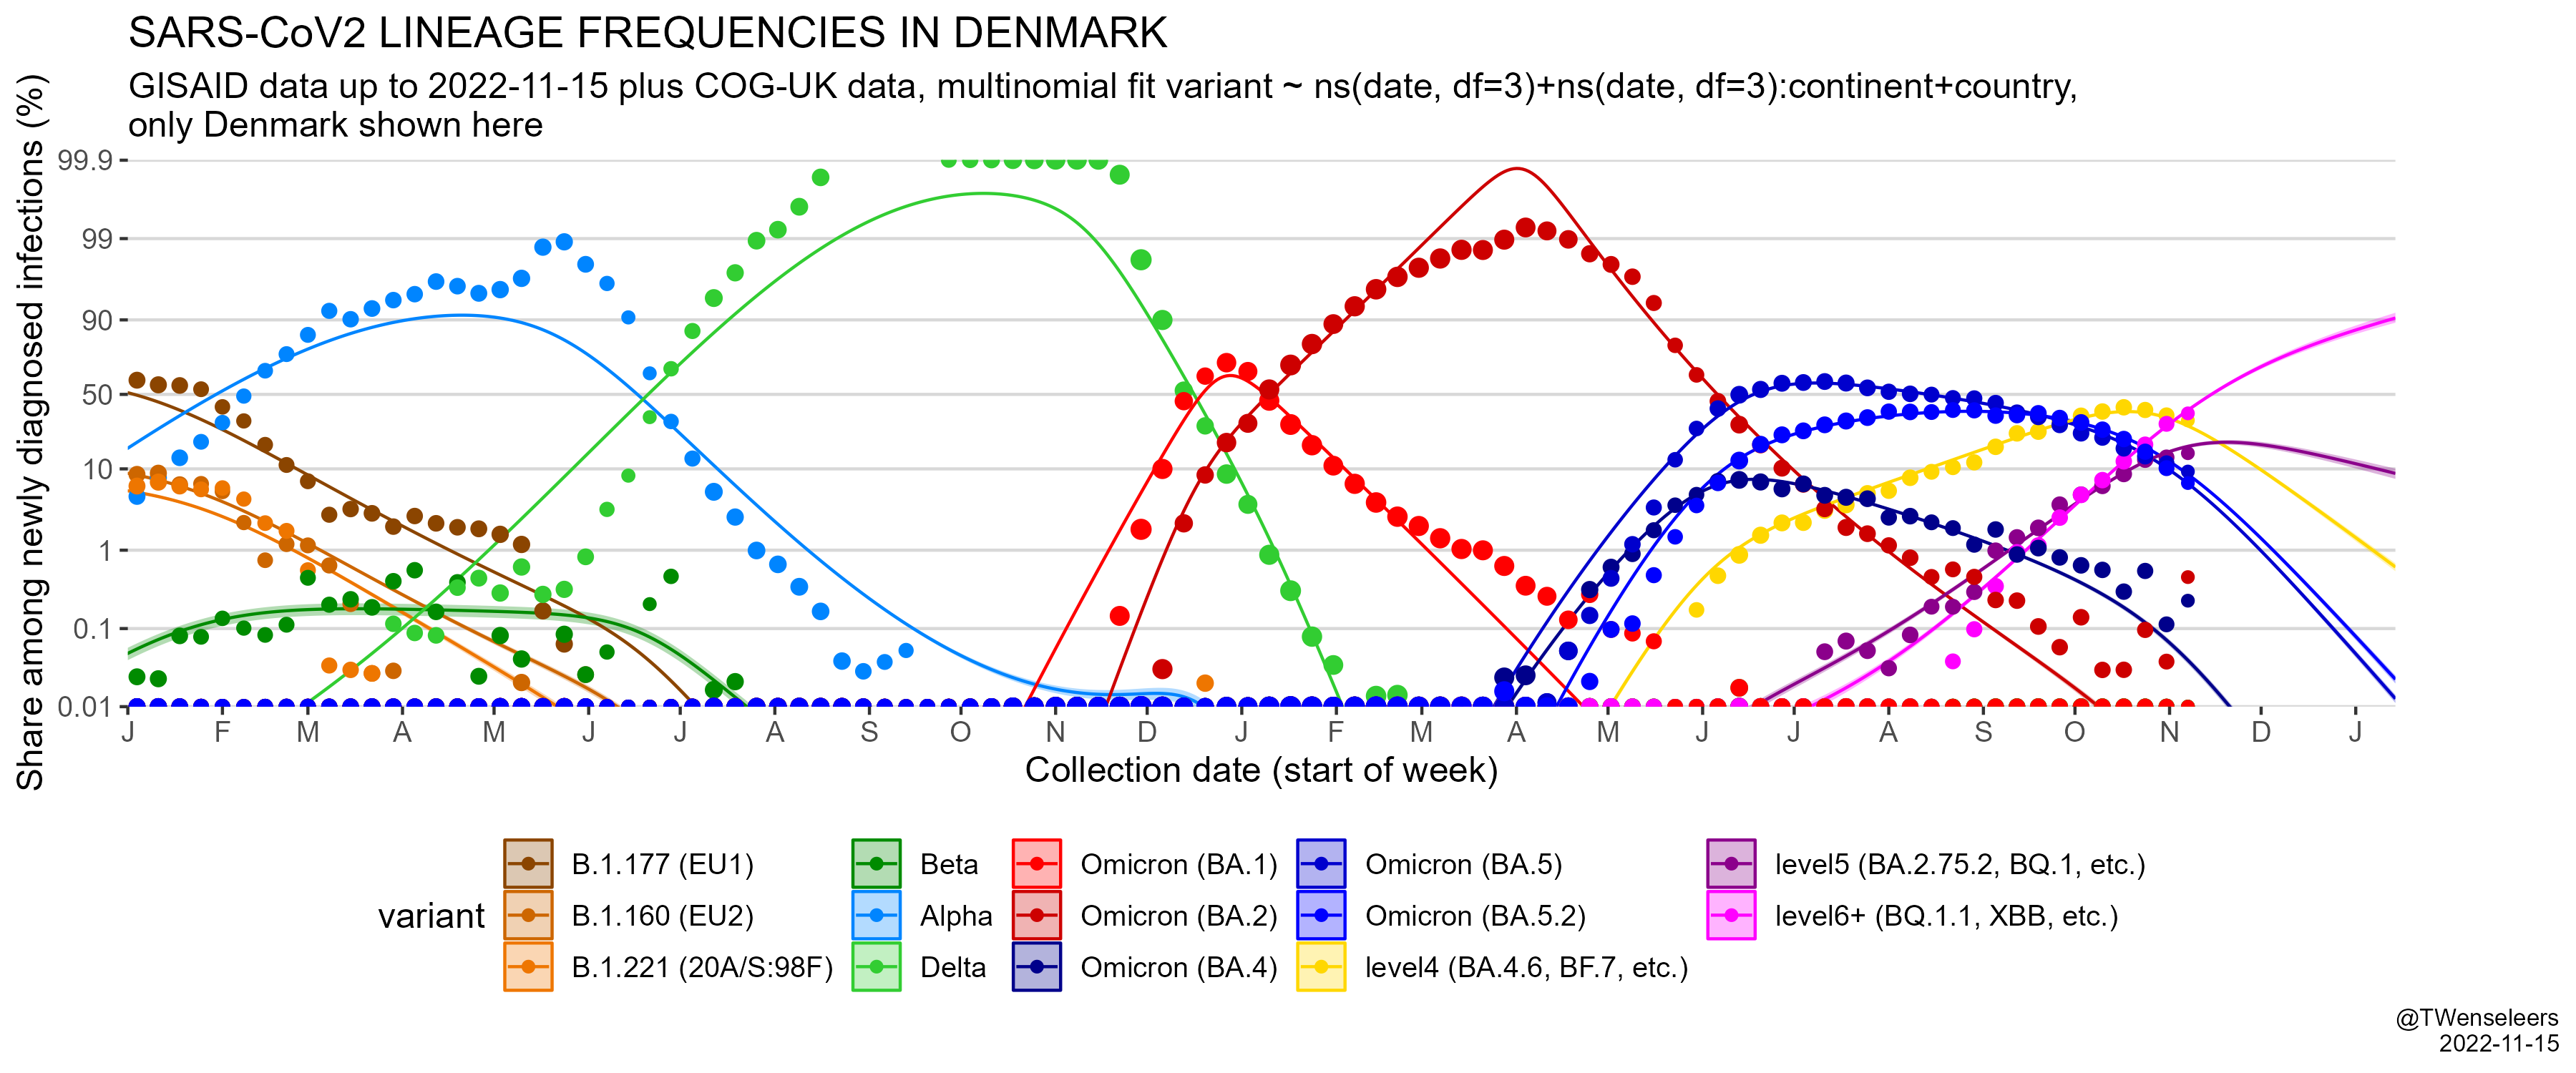 SARS-CoV2 LINEAGE FREQUENCIES IN DENMARK
GISAID data up to 2022-11-15 plus COG-UK data, multinomial fit variant ~ ns(date, df=3)+ns(date, df=3):continent+country,
only Denmark shown here
Share among newly diagnosed infections (%)
99.9
99
90
50
10
1
0.1
0.01
J F M A M J J A S O N D J F M A M J J A S O N D J
Collection date (start of week)
variant
B.1.177 (EU1)
B.1.160 (EU2)
B.1.221 (20A/S:98F)
Beta
Alpha
Delta
Omicron (BA.1)
Omicron (BA.2)
Omicron (BA.4)
Omicron (BA.5)
Omicron (BA.5.2)
level4 (BA.4.6, BF.7, etc.)
level5 (BA.2.75.2, BQ.1, etc.)
level6+ (BQ.1.1, XBB, etc.)
@TWenseleers
2022-11-15